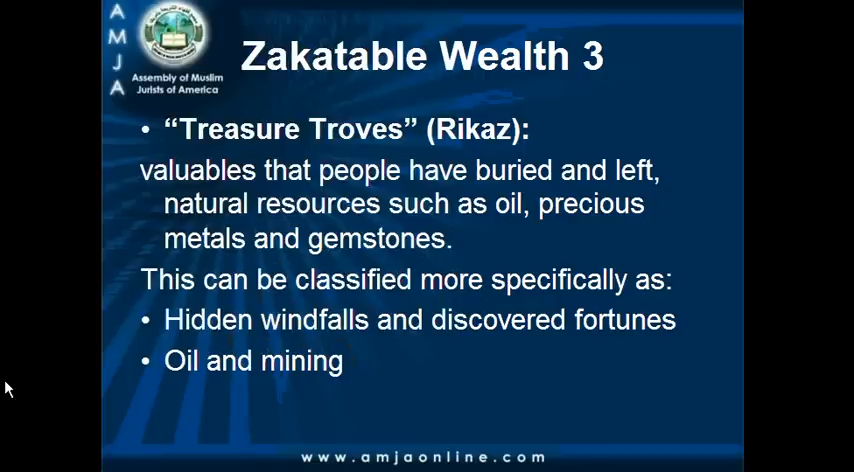 A
M
J
A
Assembly of Muslim
Jurists of America
Zakatable Wealth 3
• “Treasure Troves” (Rikaz):
valuables that people have buried and left,
natural resources such as oil, precious
metals and gemstones.
This can be classified more specifically as:
• Hidden windfalls and discovered fortunes
• Oil and mining
www.amjaonline.com